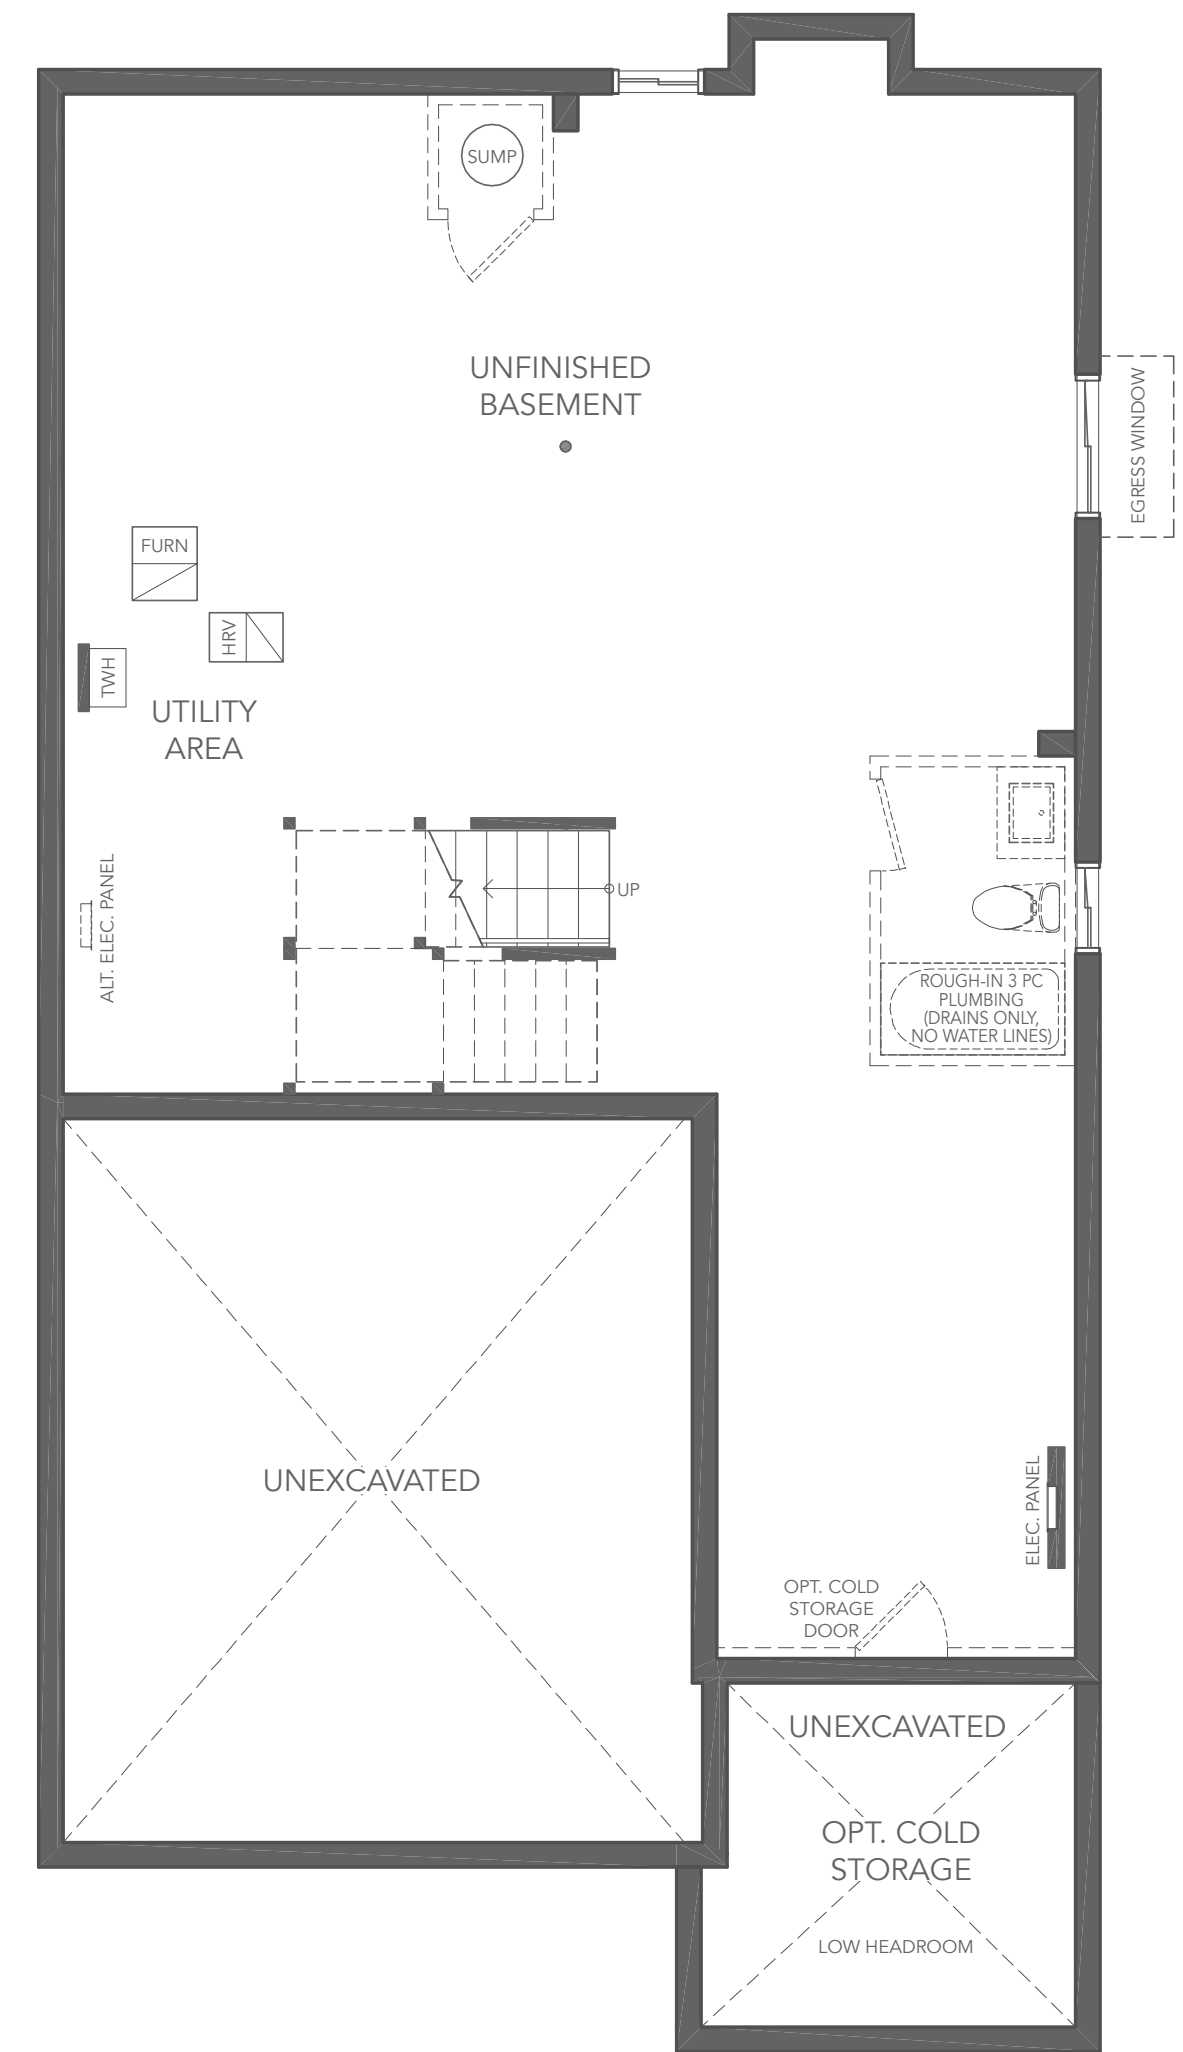 SUMP
UNFINISHED
BASEMENT
EGRESS WINDOW
FURN
HRV
TWH
UTILITY
AREA
ALT. ELEC. PANEL
UP
ROUGH-IN 3 PC
PLUMBING
(DRAINS ONLY,
NO WATER LINES)
UNEXCAVATED
ELEC. PANEL
OPT. COLD
STORAGE
DOOR
UNEXCAVATED
OPT. COLD
STORAGE
LOW HEADROOM